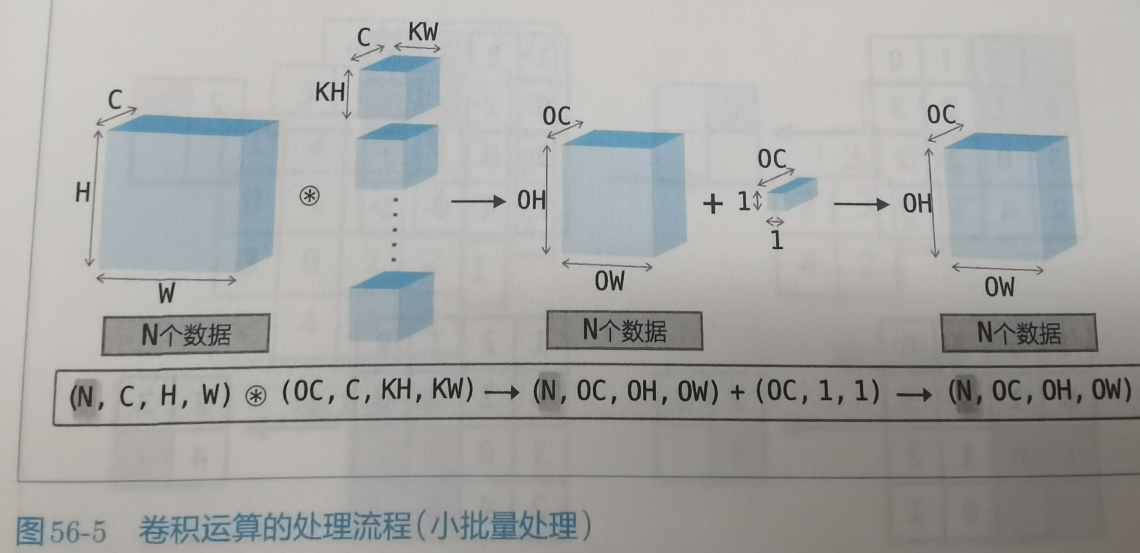 C KW
KH
C
H
W
⊛
OC
OH
OW
+
OC
1
1
OC
OH
OW
N个数据
N个数据
N个数据
(N, C, H, W) ⊛ (OC, C, KH, KW) → (N, OC, OH, OW) + (OC, 1, 1) → (N, OC, OH, OW)
图56-5 卷积运算的处理流程(小批量处理)